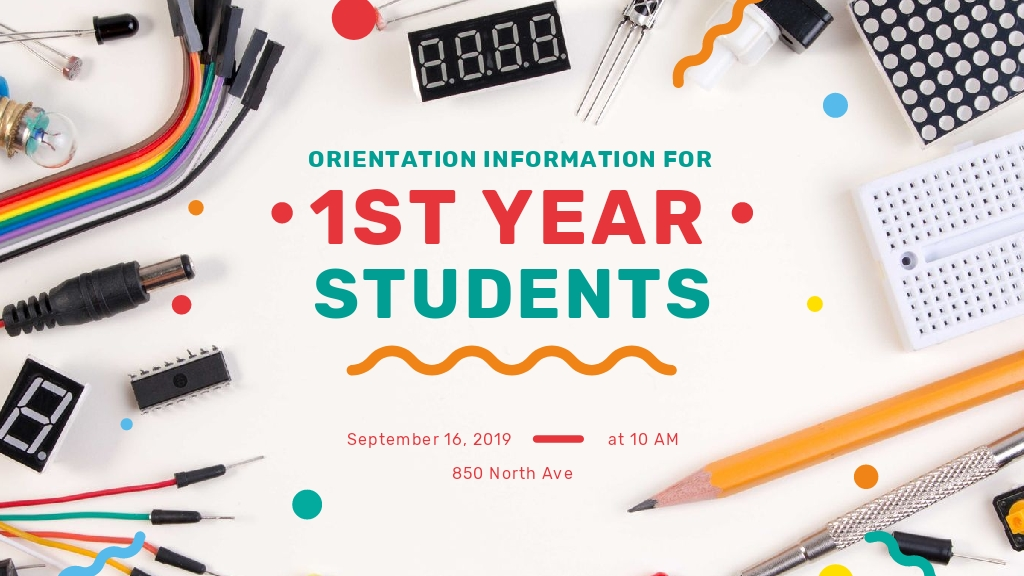 ORIENTATION INFORMATION FOR
1ST YEAR
STUDENTS
September 16, 2019 at 10 AM
850 North Ave